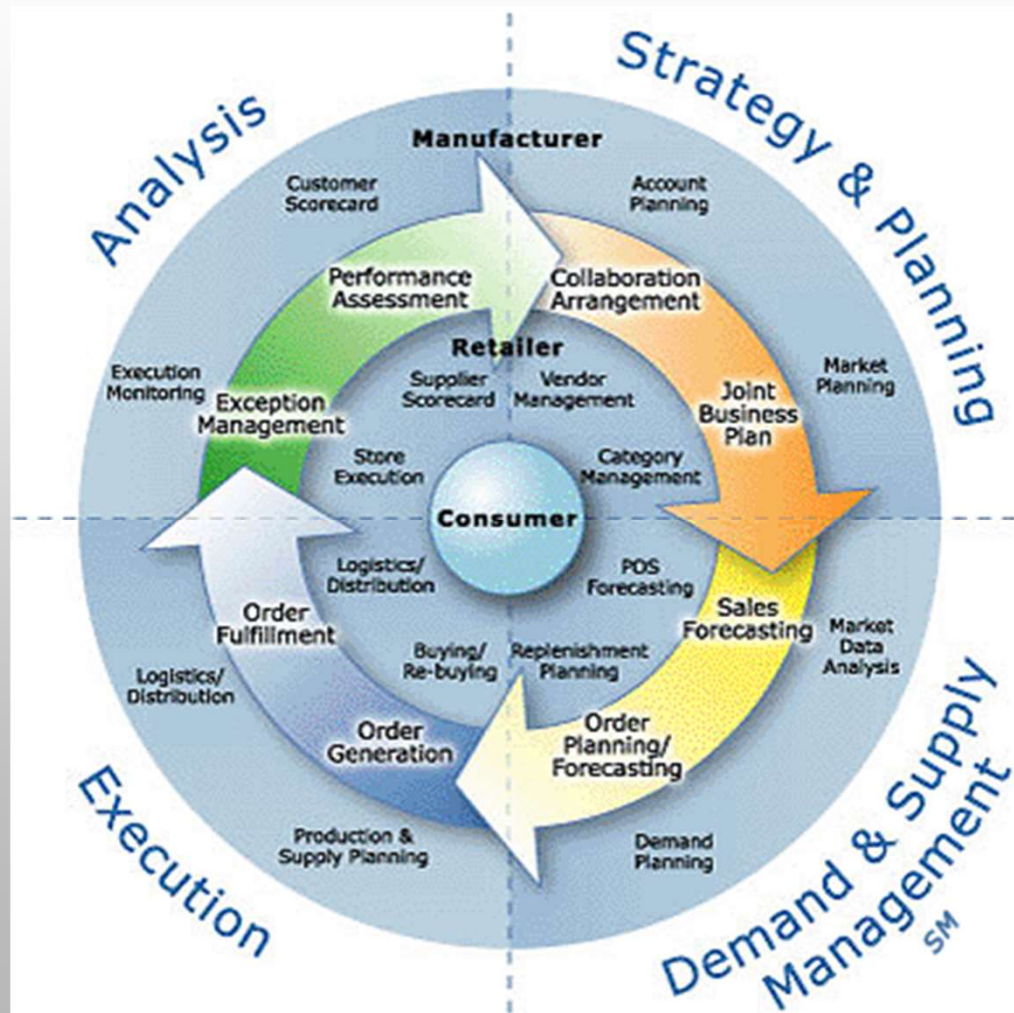 Analysis
Strategy & Planning
Manufacturer
Customer
Scorecard
Account
Planning
Performance
Assessment
Collaboration
Arrangement
Retailer
Execution
Monitoring
Supplier
Scorecard
Vendor
Management
Market
Planning
Exception
Management
Joint
Business
Plan
Store
Execution
Category
Management
Consumer
Logistics/
Distribution
POS
Forecasting
Order
Fulfillment
Sales
Forecasting
Market
Data
Analysis
Logistics/
Distribution
Buying/
Re-buying
Replenishment
Planning
Order
Generation
Order
Planning/
Forecasting
Production &
Supply Planning
Demand
Planning
Execution
Demand & Supply
Management
SM